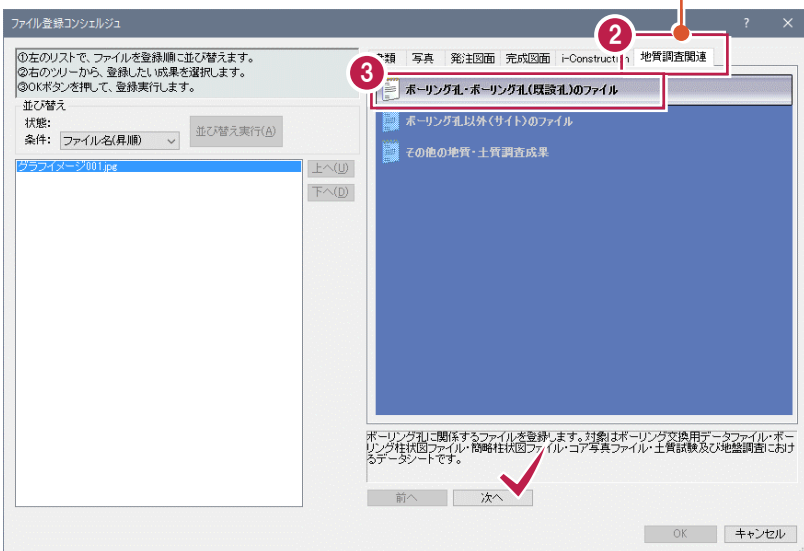 ファイル登録コンシェルジュ
? ×
①左のリストで、ファイルを登録順に並び替えます。
②右のツリーから、登録したい成果を選択します。
③OKボタンを押して、登録実行します。
並び替え
状態:
条件: ファイル名(昇順)
並び替え実行(A)
グラフイメージ001.jpg
上へ(U)
下へ(D)
類 写真 発注図面 完成図面 i-Construction 地質調査関連
2
3
ボーリング孔・ボーリング孔(既設孔)のファイル
ボーリング孔以外(サイト)のファイル
その他の地質・土質調査成果
ボーリング孔に関係するファイルを登録します。対象はボーリング交換用データファイル・ボー
リング柱状図ファイル・簡略柱状図ファイル・コア写真ファイル・土質試験及び地盤調査におけ
るデータシートです。
前へ 次へ
OK キャンセル